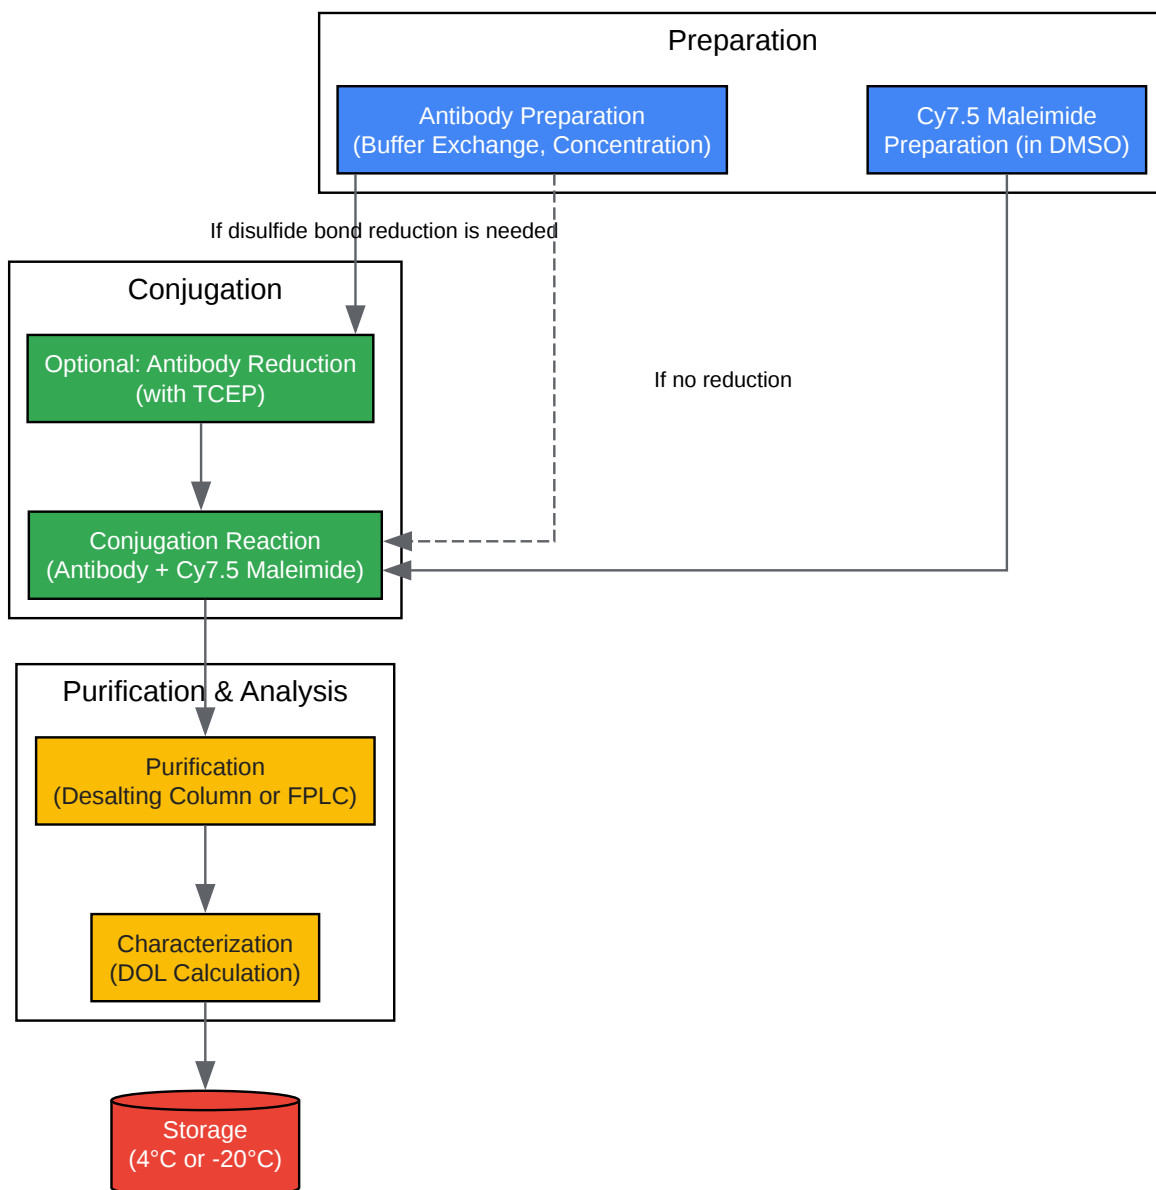 Preparation
Antibody Preparation
(Buffer Exchange, Concentration)
Cy7.5 Maleimide
Preparation (in DMSO)
If disulfide bond reduction is needed
Conjugation
Optional: Antibody Reduction
(with TCEP)
If no reduction
Conjugation Reaction
(Antibody + Cy7.5 Maleimide)
Purification & Analysis
Purification
(Desalting Column or FPLC)
Characterization
(DOL Calculation)
Storage
(4°C or -20°C)